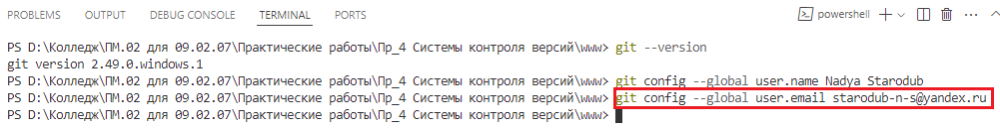 PROBLEMS OUTPUT DEBUG CONSOLE TERMINAL PORTS powershell
PS D:\Колледж\ПМ.02 для 09.02.07\Практические работы\Пр_4 Системы контроля версий\www> git --version
git version 2.49.0.windows.1
PS D:\Колледж\ПМ.02 для 09.02.07\Практические работы\Пр_4 Системы контроля версий\www> git config --global user.name Nadya Starodub
PS D:\Колледж\ПМ.02 для 09.02.07\Практические работы\Пр_4 Системы контроля версий\www> git config --global user.email starodub-n-s@yandex.ru
PS D:\Колледж\ПМ.02 для 09.02.07\Практические работы\Пр_4 Системы контроля версий\www>